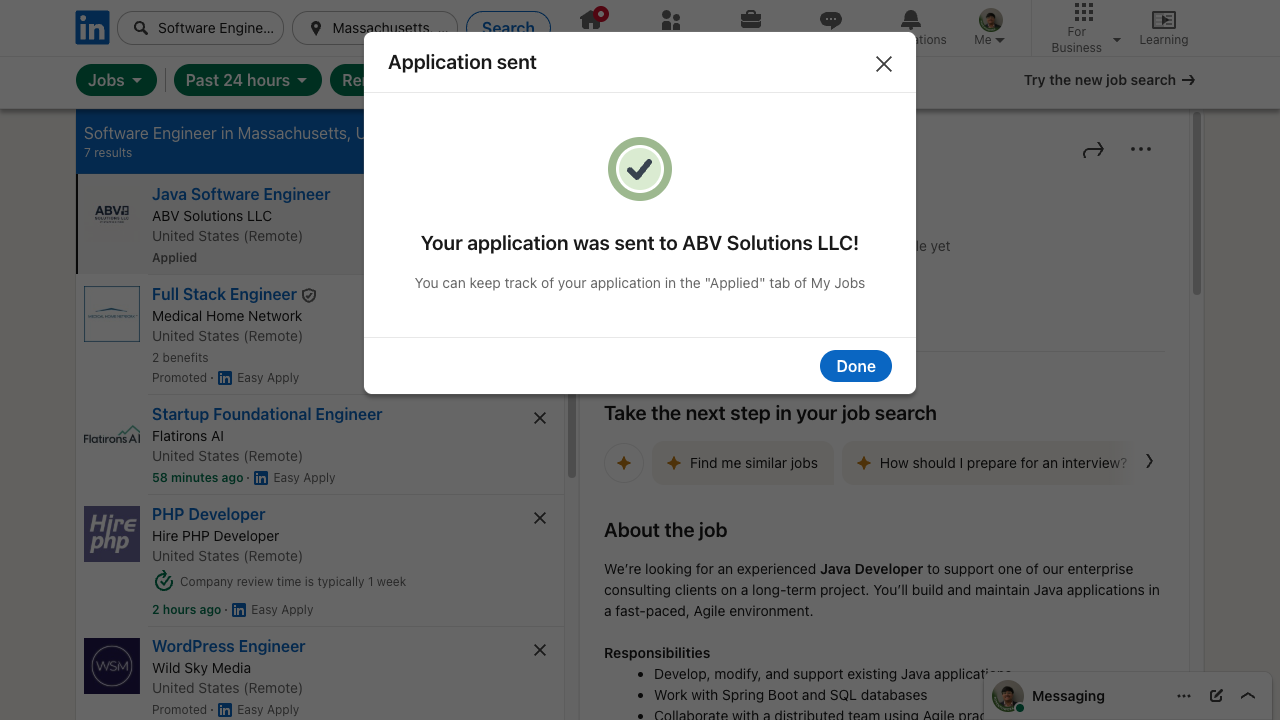 in
Software Enginee...
Massachusetts, ...
Search
Me
For
Business
Learning
Jobs
Past 24 hours
Try the new job search
Application sent
Your application was sent to ABV Solutions LLC!
You can keep track of your application in the "Applied" tab of My Jobs
Done
Software Engineer in Massachusetts, U
7 results
ABV
SOLUTIONS LLC
Java Software Engineer
ABV Solutions LLC
United States (Remote)
Applied
MEDICAL HOME NETWORK
Full Stack Engineer
Medical Home Network
United States (Remote)
2 benefits
Promoted · in Easy Apply
Flatirons AI
Startup Foundational Engineer
Flatirons AI
United States (Remote)
58 minutes ago · in Easy Apply
Hire
php
PHP Developer
Hire PHP Developer
United States (Remote)
Company review time is typically 1 week
2 hours ago · in Easy Apply
WSM
WordPress Engineer
Wild Sky Media
United States (Remote)
Promoted · in Easy Apply
yet
Take the next step in your job search
Find me similar jobs
How should I prepare for an interview?
About the job
We're looking for an experienced Java Developer to support one of our enterprise
consulting clients on a long-term project. You'll build and maintain Java applications in
a fast-paced, Agile environment.
Responsibilities
• Develop, modify, and support existing Java applications
• Work with Spring Boot and SQL databases
• Collaborate with a distributed team using Agile
Messaging